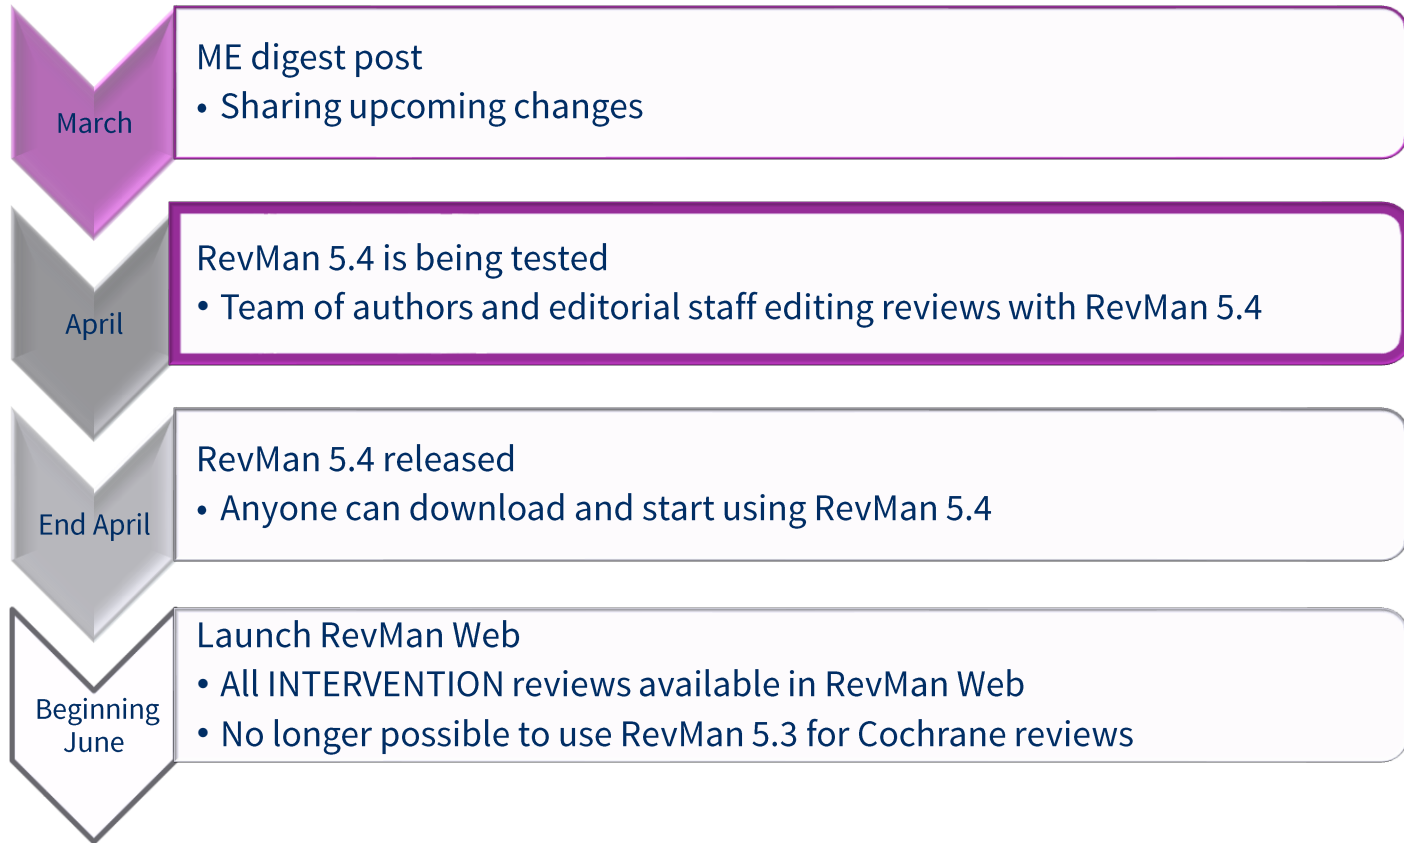 March
ME digest post
• Sharing upcoming changes
April
RevMan 5.4 is being tested
• Team of authors and editorial staff editing reviews with RevMan 5.4
End April
RevMan 5.4 released
• Anyone can download and start using RevMan 5.4
Beginning
June
Launch RevMan Web
• All INTERVENTION reviews available in RevMan Web
• No longer possible to use RevMan 5.3 for Cochrane reviews